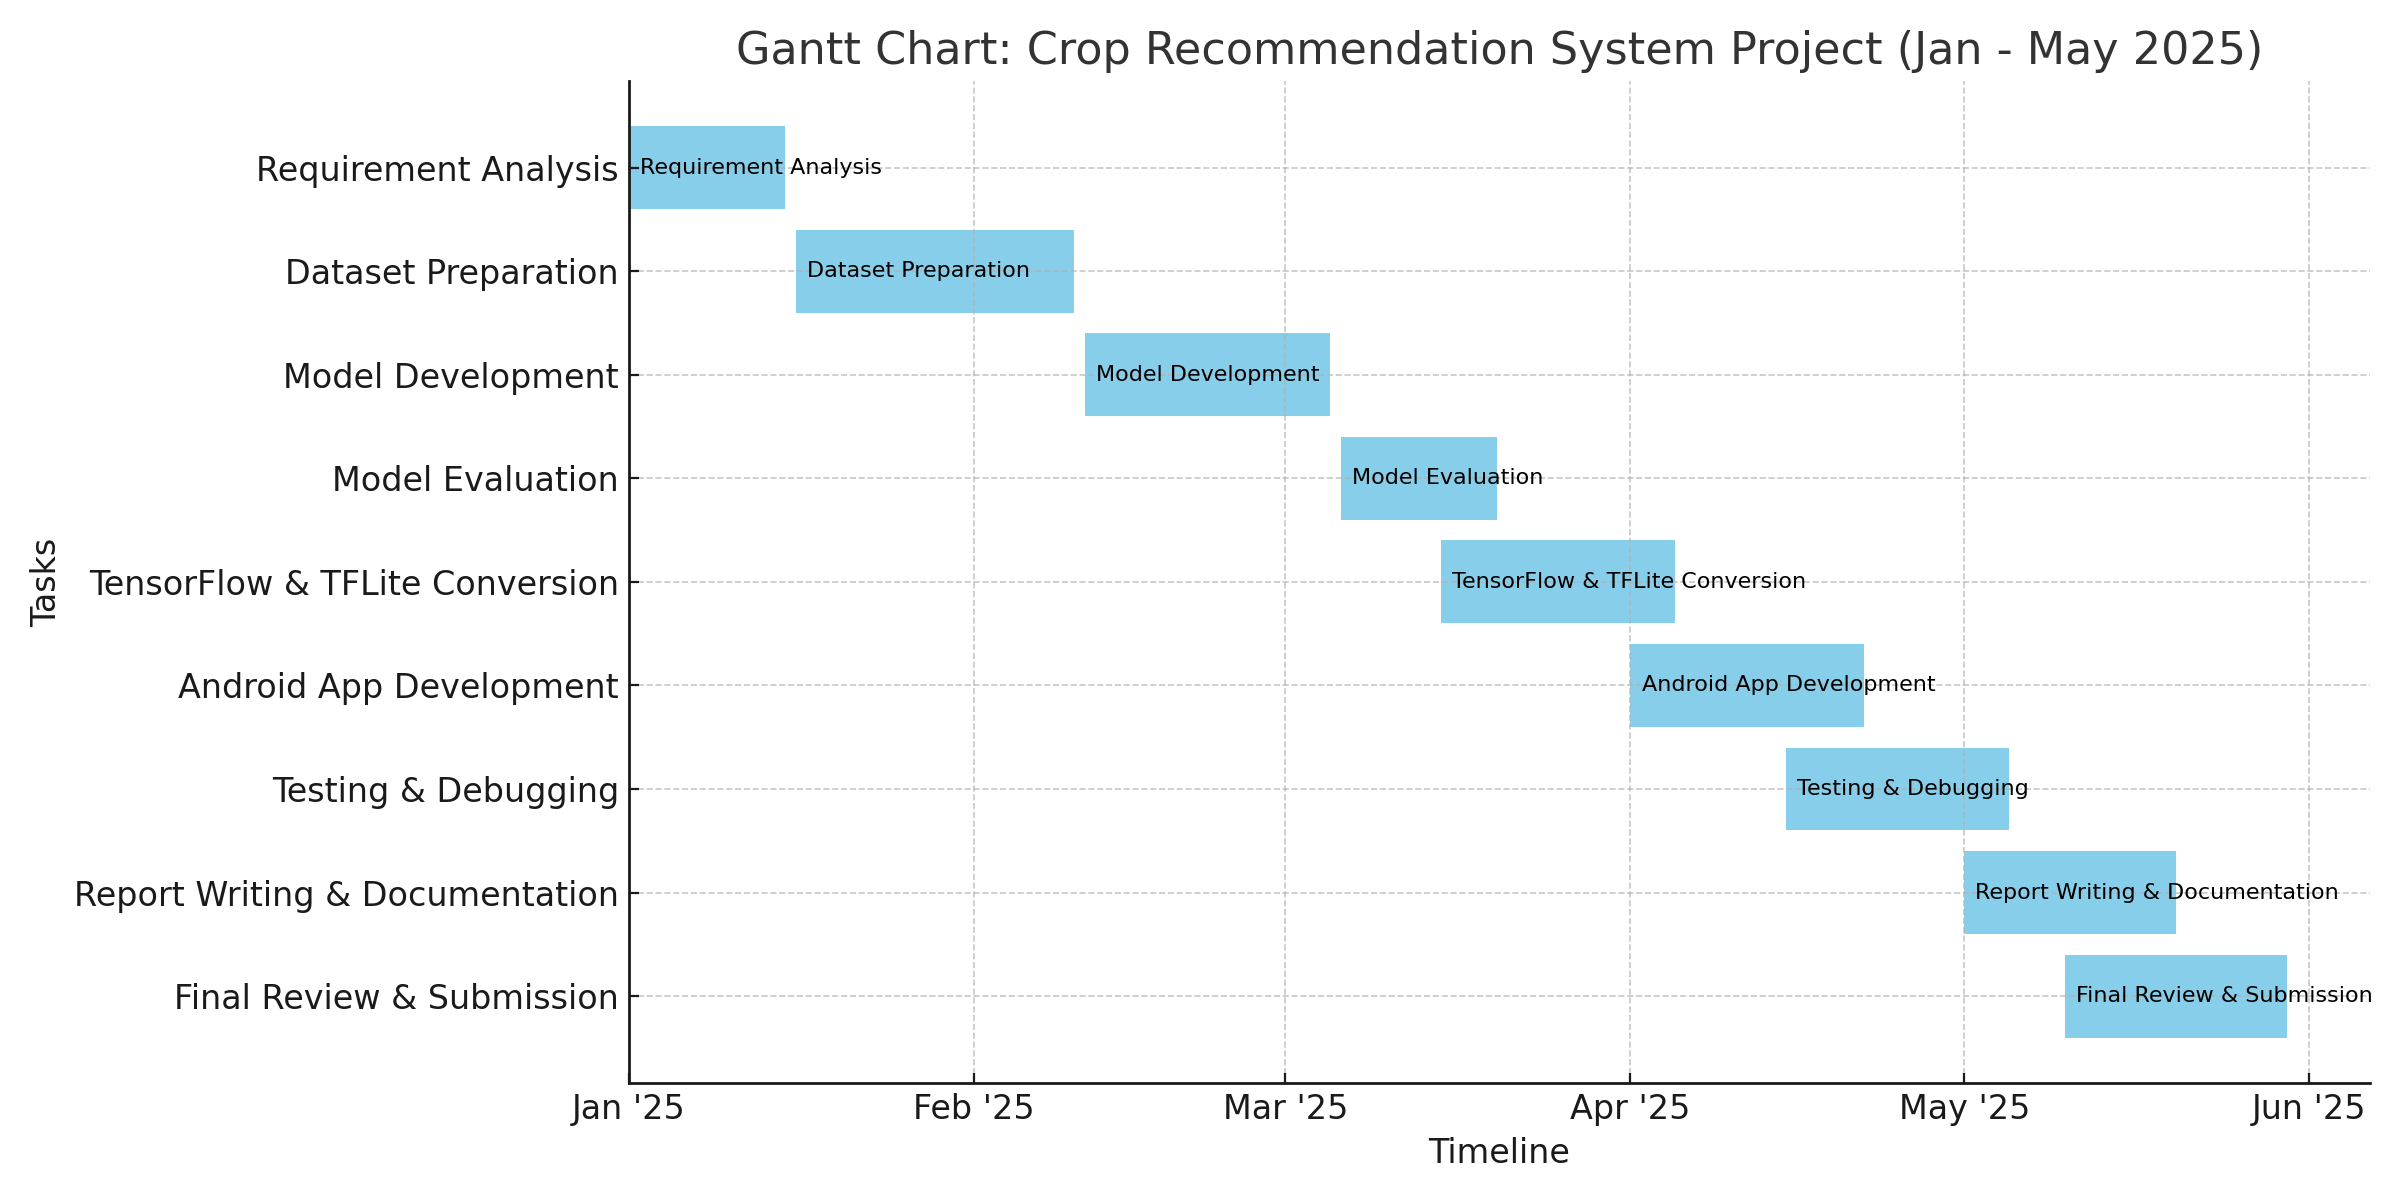 Gantt Chart: Crop Recommendation System Project (Jan - May 2025)
Tasks
Requirement Analysis
Requirement Analysis
Dataset Preparation
Dataset Preparation
Model Development
Model Development
Model Evaluation
Model Evaluation
TensorFlow & TFLite Conversion
TensorFlow & TFLite Conversion
Android App Development
Android App Development
Testing & Debugging
Testing & Debugging
Report Writing & Documentation
Report Writing & Documentation
Final Review & Submission
Final Review & Submission
Jan '25 Feb '25 Mar '25 Apr '25 May '25 Jun '25
Timeline